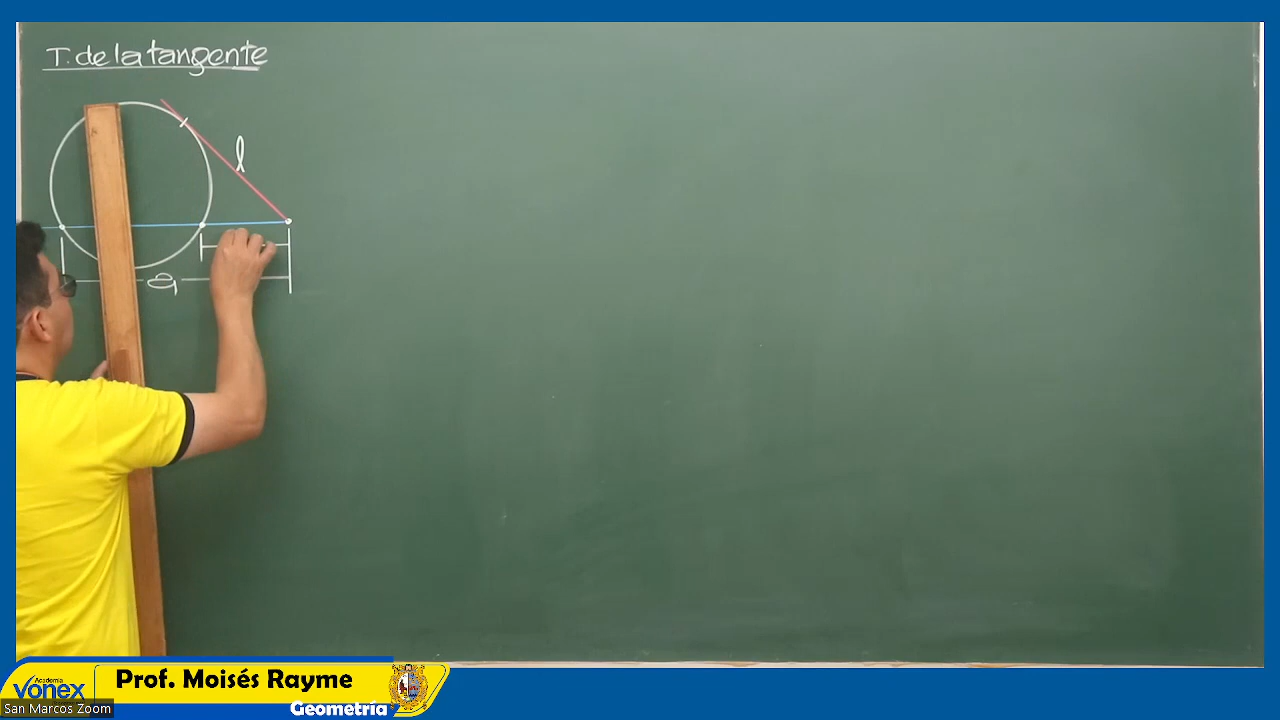 T. de la tangente
l
a
Academia
vonex
Prof. Moisés Rayme
San Marcos Zoom
Geometría